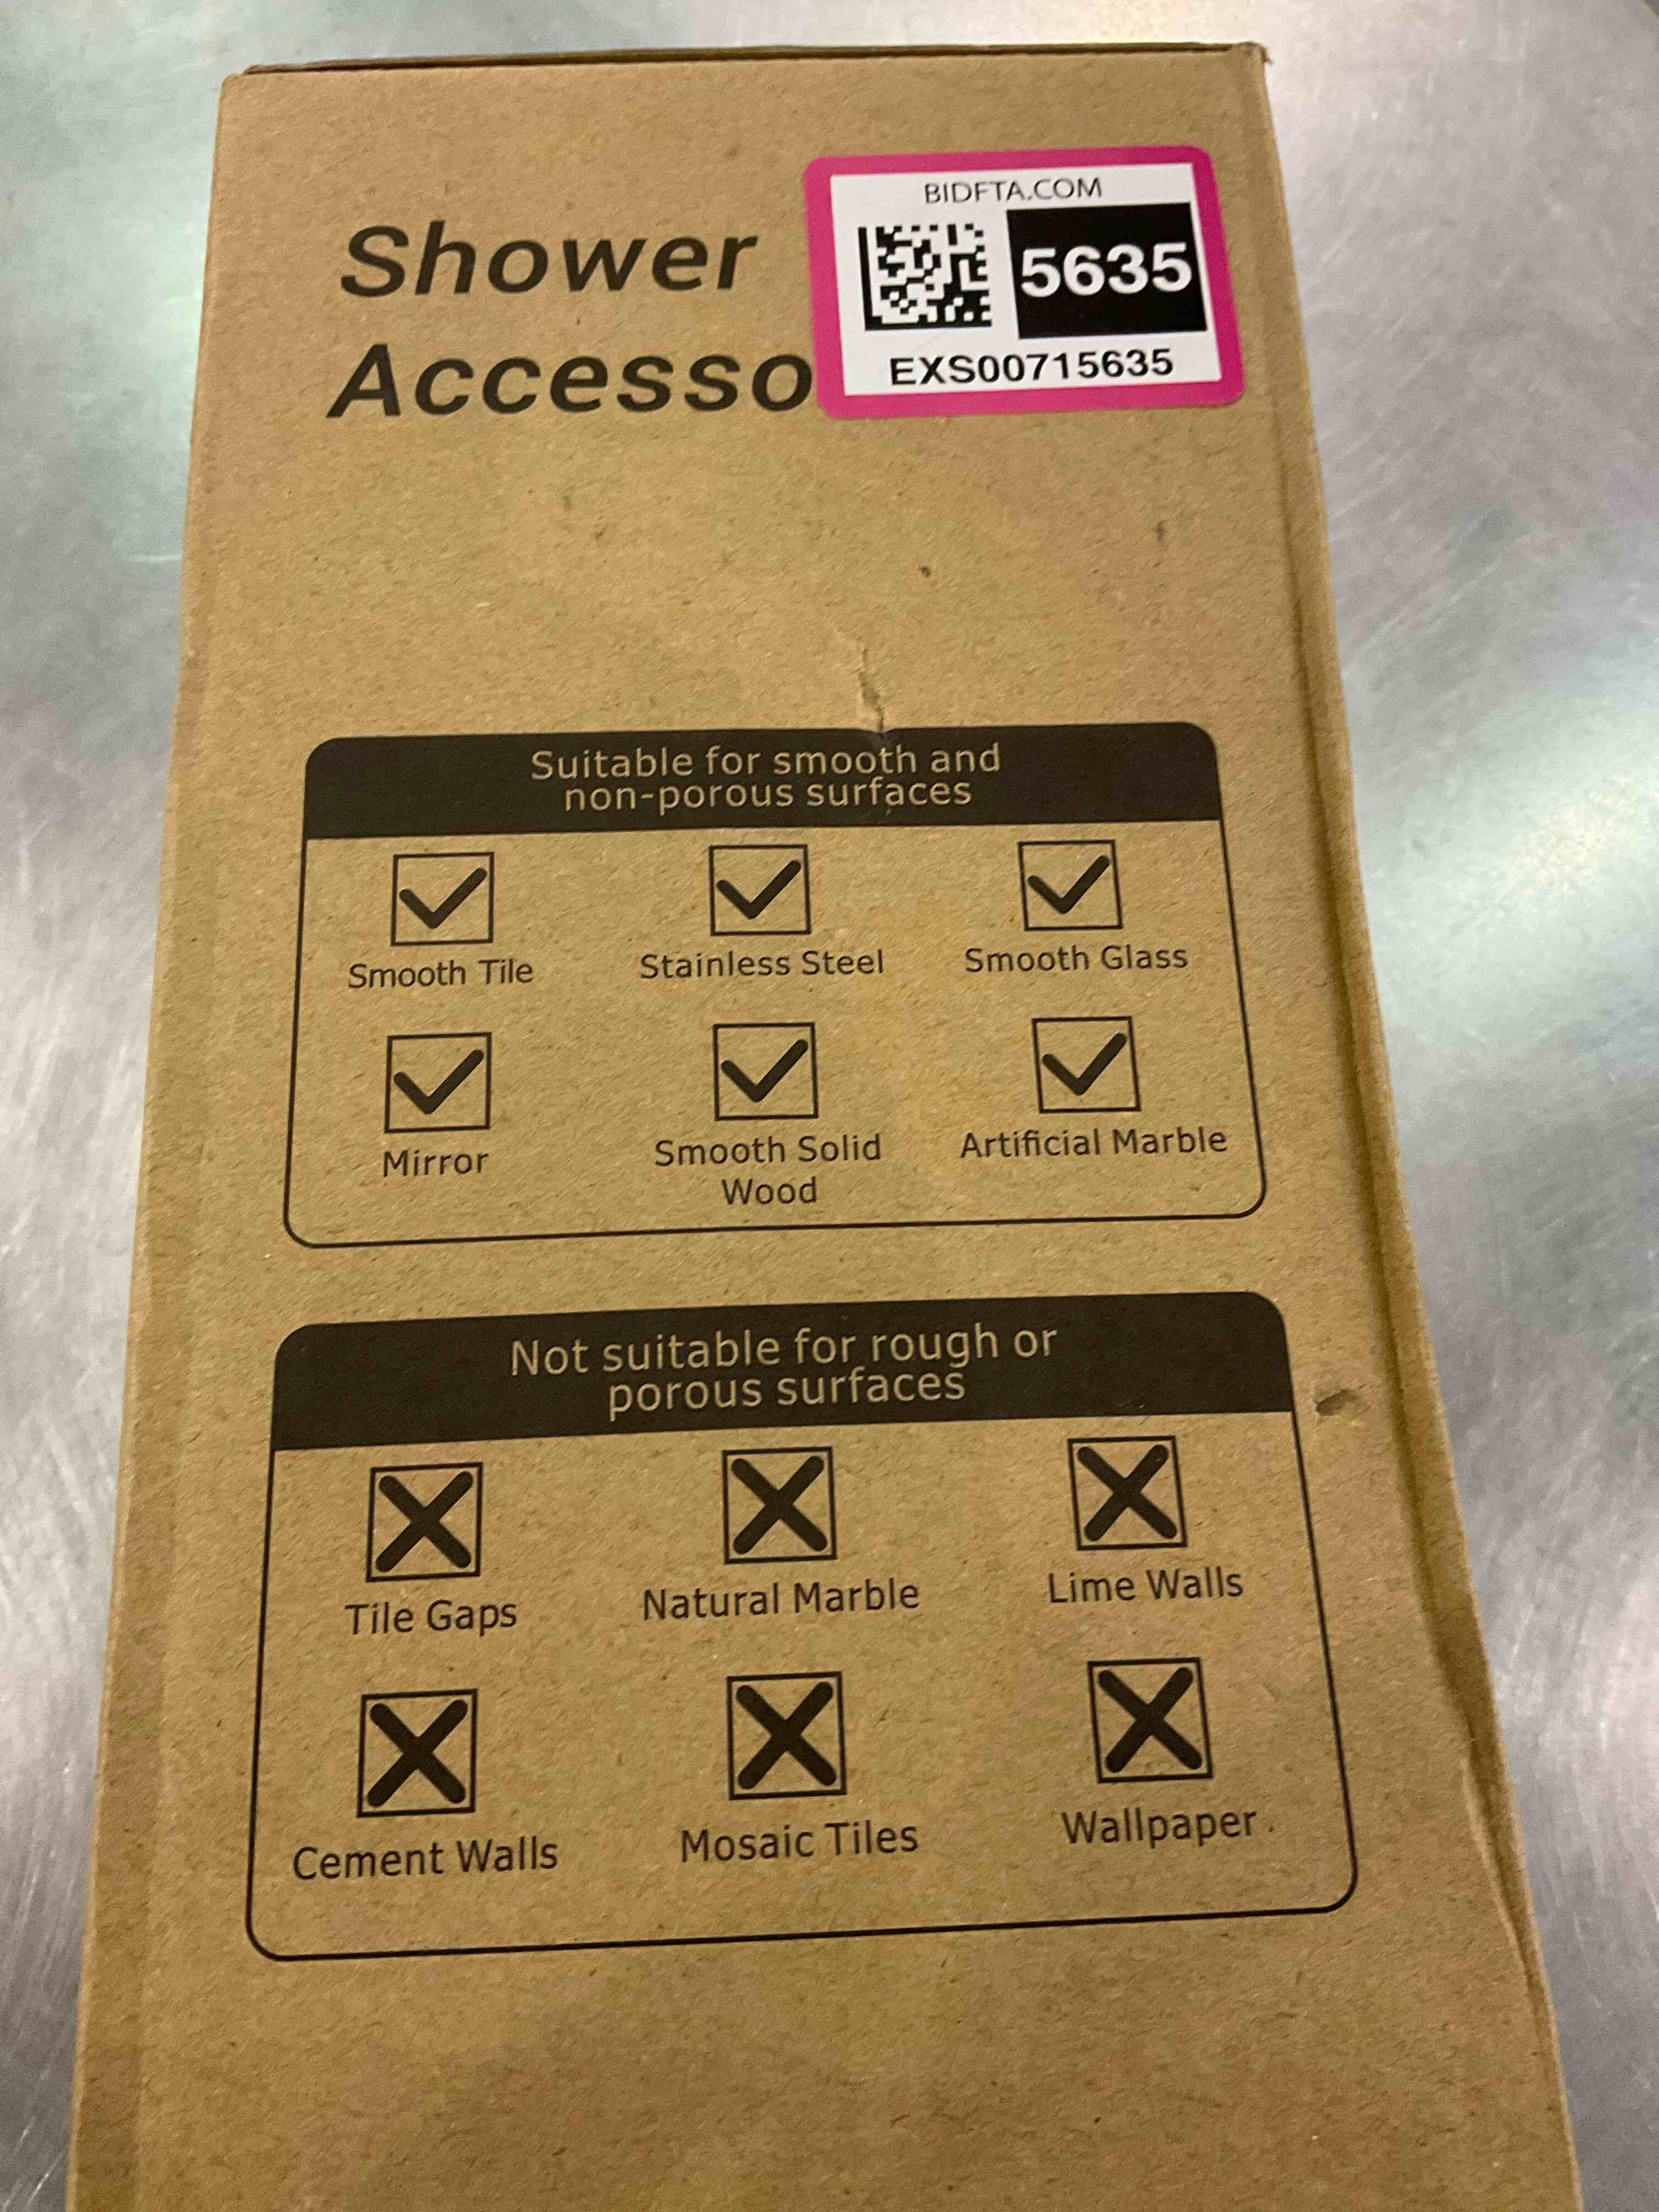 BIDFTA.COM
5635
EXS00715635
Shower
Accesso
Suitable for smooth and
non-porous surfaces
Smooth Tile
Stainless Steel
Smooth Glass
Mirror
Smooth Solid
Wood
Artificial Marble
Not suitable for rough or
porous surfaces
Tile Gaps
Natural Marble
Lime Walls
Cement Walls
Mosaic Tiles
Wallpaper.